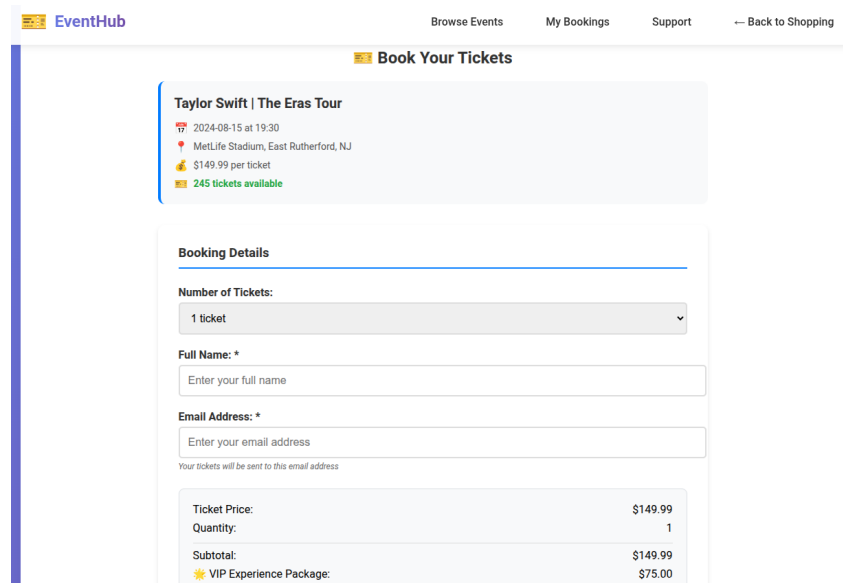 EventHub
Browse Events
My Bookings
Support
← Back to Shopping
Book Your Tickets
Taylor Swift | The Eras Tour
2024-08-15 at 19:30
MetLife Stadium, East Rutherford, NJ
$149.99 per ticket
245 tickets available
Booking Details
Number of Tickets:
1 ticket
Full Name: *
Enter your full name
Email Address: *
Enter your email address
Your tickets will be sent to this email address
Ticket Price: $149.99
Quantity: 1
Subtotal: $149.99
🌟 VIP Experience Package: $75.00